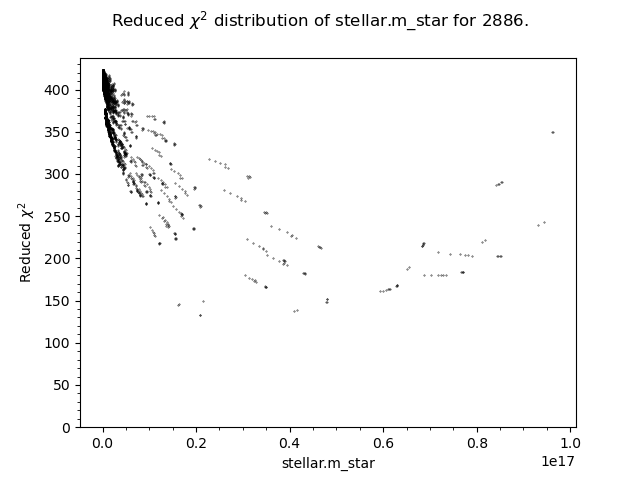 Reduced χ² distribution of stellar.m_star for 2886.
400
350
300
250
200
150
100
50
0
Reduced χ²
0.0 0.2 0.4 0.6 0.8 1.0
1e17
stellar.m_star